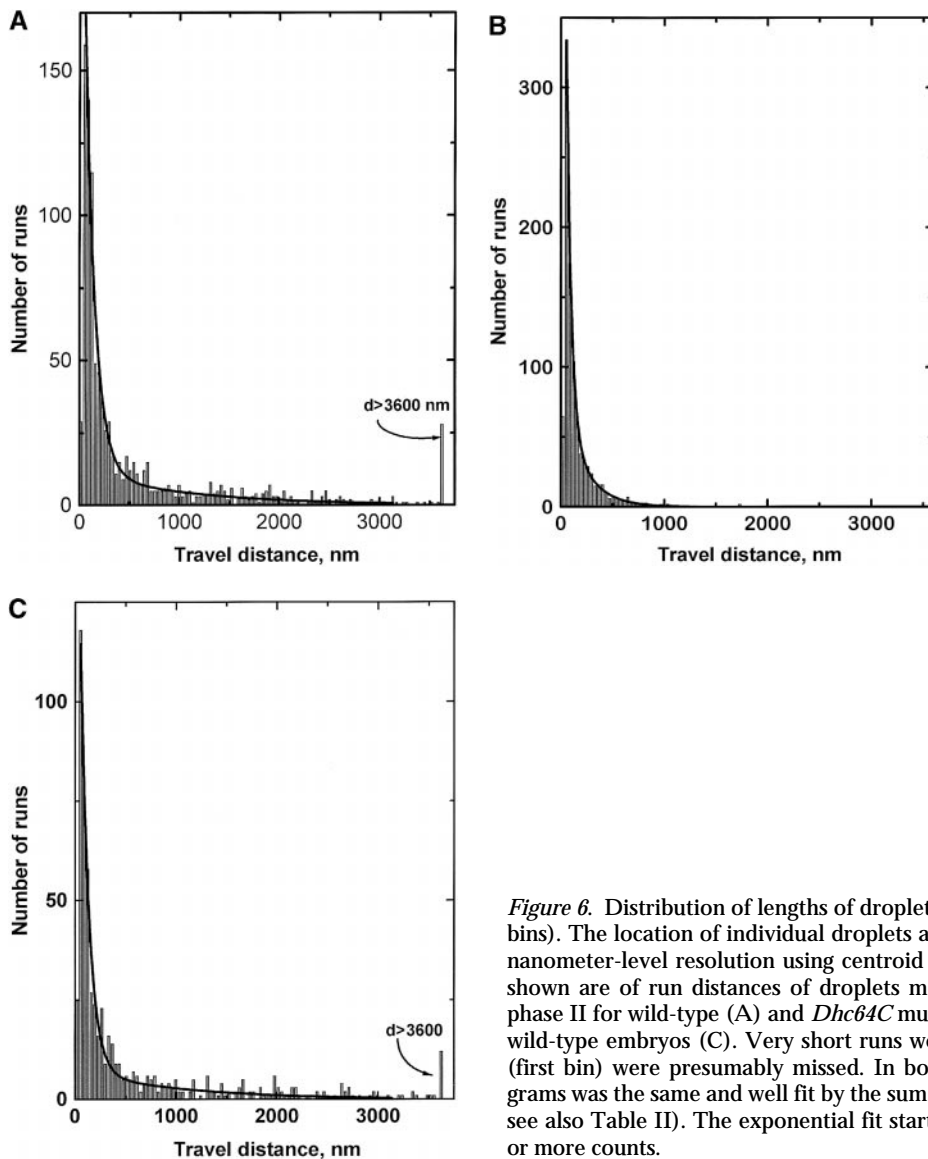 A
150
100
50
0
Number of runs
d>3600 nm
0 1000 2000 3000
Travel distance, nm
B
300
200
100
0
Number of runs
0 1000 2000 3000
Travel distance, nm
C
100
50
0
Number of runs
d>3600
0 1000 2000 3000
Travel distance, nm
Figure 6. Distribution of lengths of droplet
bins). The location of individual droplets a
nanometer-level resolution using centroid
shown are of run distances of droplets m
phase II for wild-type (A) and Dhc64C mu
wild-type embryos (C). Very short runs we
(first bin) were presumably missed. In bo
grams was the same and well fit by the sum
see also Table II). The exponential fit start
or more counts.